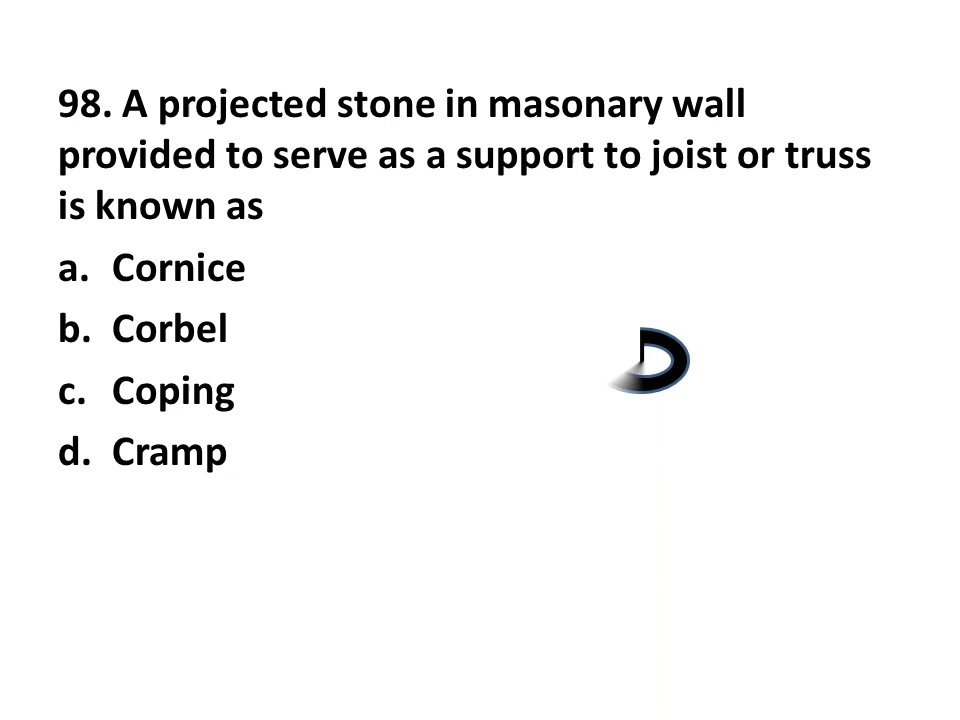 98. A projected stone in masonary wall
provided to serve as a support to joist or truss
is known as
a. Cornice
b. Corbel
c. Coping
d. Cramp